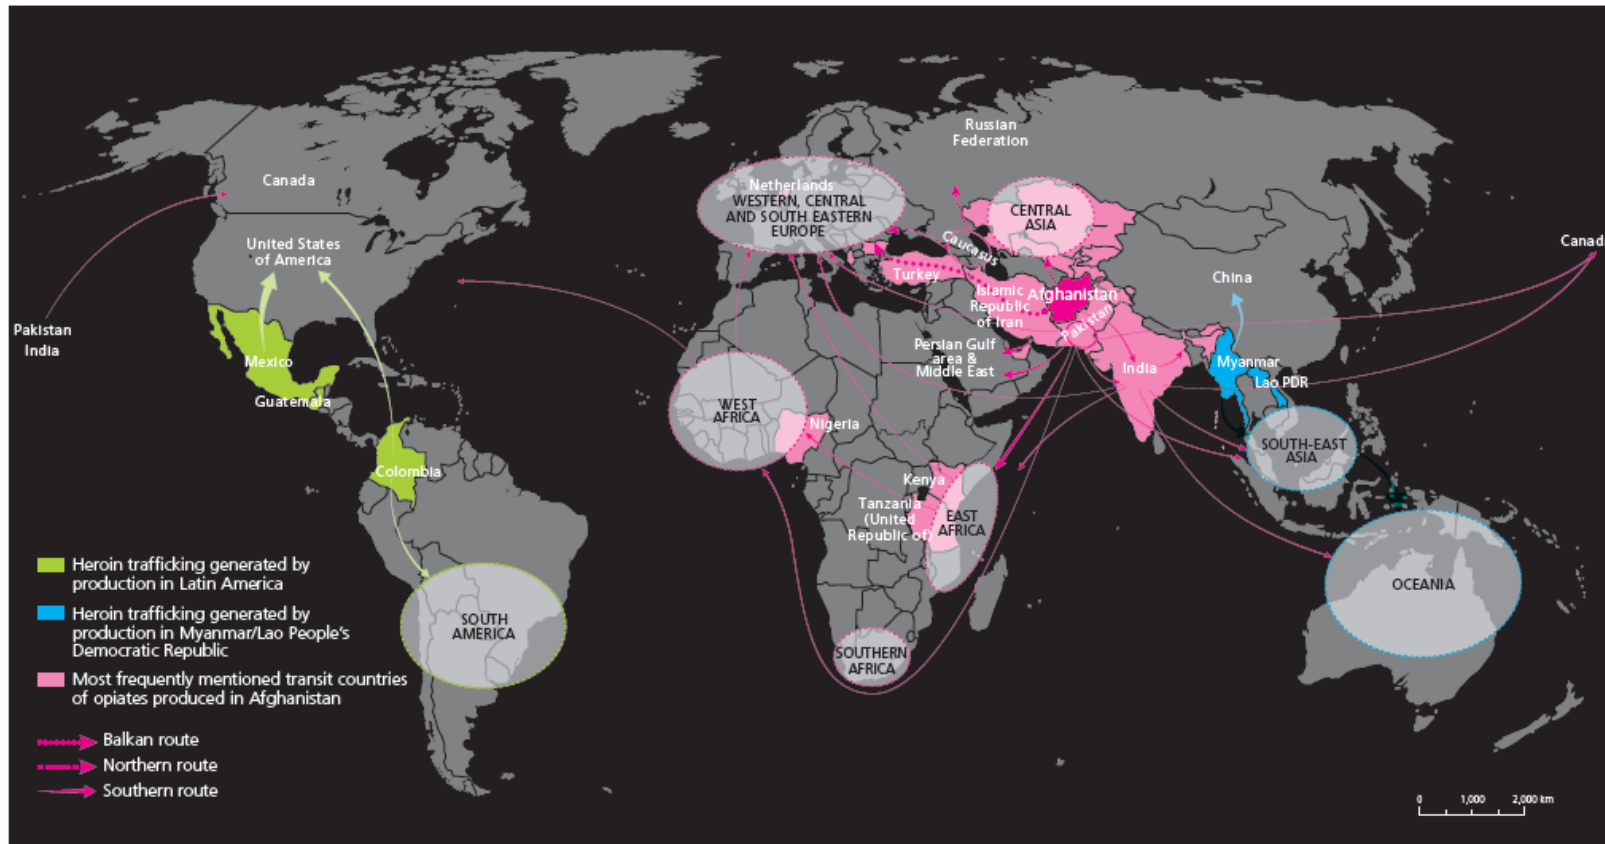 Russian
Federation
Canada
Netherlands
WESTERN, CENTRAL
AND SOUTH EASTERN
EUROPE
CENTRAL
ASIA
United States
of America
Caucasus
Canada
Turkey
China
Islamic
Republic
of Iran
Afghanistan
Pakistan
India
Pakistan
Persian Gulf
area &
Middle East
Mexico
India
Myanmar
Lao PDR
Guatemala
WEST
AFRICA
Nigeria
SOUTH-EAST
ASIA
Colombia
Kenya
Tanzania
(United
Republic of)
EAST
AFRICA
OCEANIA
SOUTH
AMERICA
SOUTHERN
AFRICA
Heroin trafficking generated by
production in Latin America
Heroin trafficking generated by
production in Myanmar/Lao People's
Democratic Republic
Most frequently mentioned transit countries
of opiates produced in Afghanistan
Balkan route
Northern route
Southern route
0 1,000 2,000 km